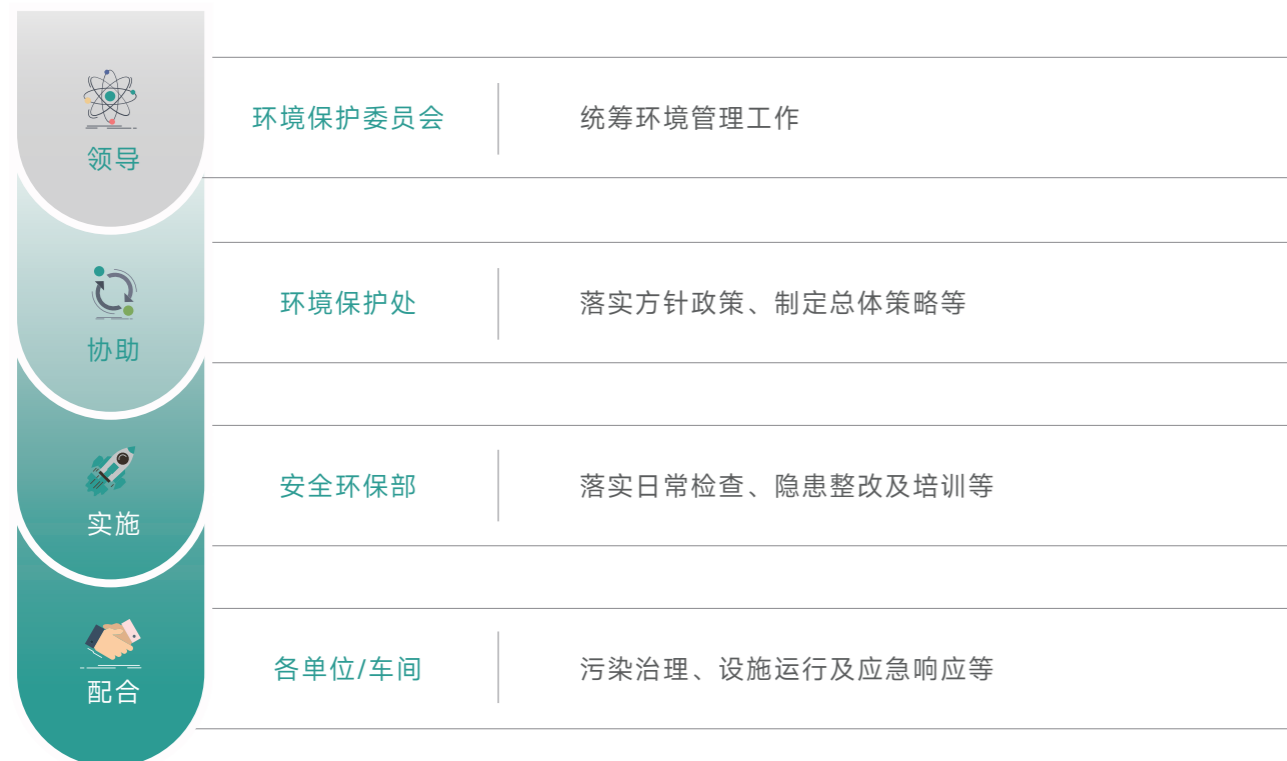 领导
环境保护委员会
统筹环境管理工作
协助
环境保护处
落实方针政策、制定总体策略等
实施
安全环保部
落实日常检查、隐患整改及培训等
配合
各单位/车间
污染治理、设施运行及应急响应等